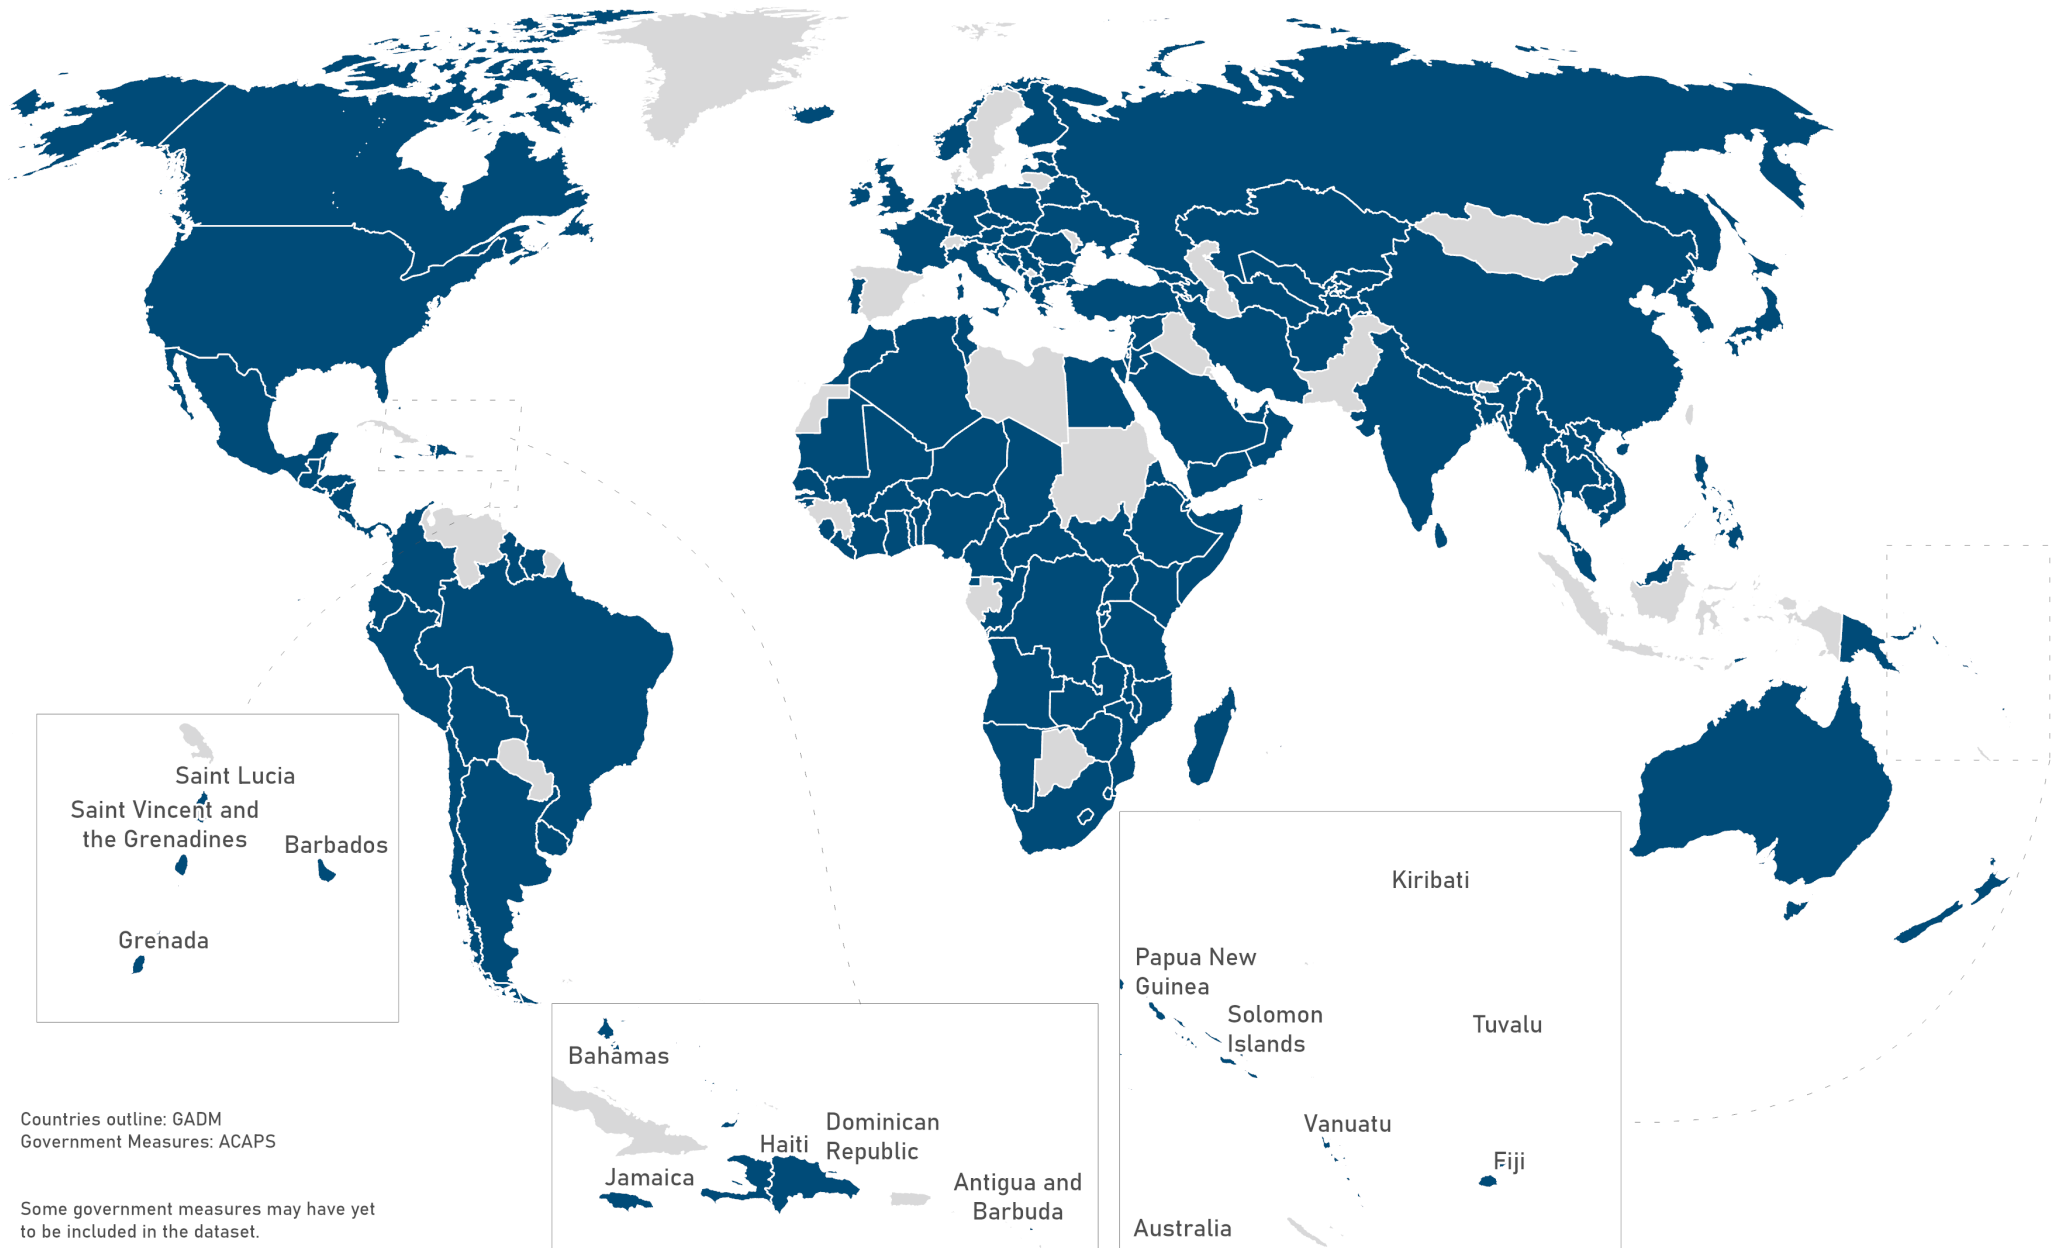 Saint Lucia
Saint Vincent and
the Grenadines
Barbados
Grenada
Countries outline: GADM
Government Measures: ACAPS
Some government measures may have yet
to be included in the dataset.
Bahamas
Dominican
Republic
Haiti
Jamaica
Antigua and
Barbuda
Kiribati
Papua New
Guinea
Solomon
Islands
Tuvalu
Vanuatu
Fiji
Australia